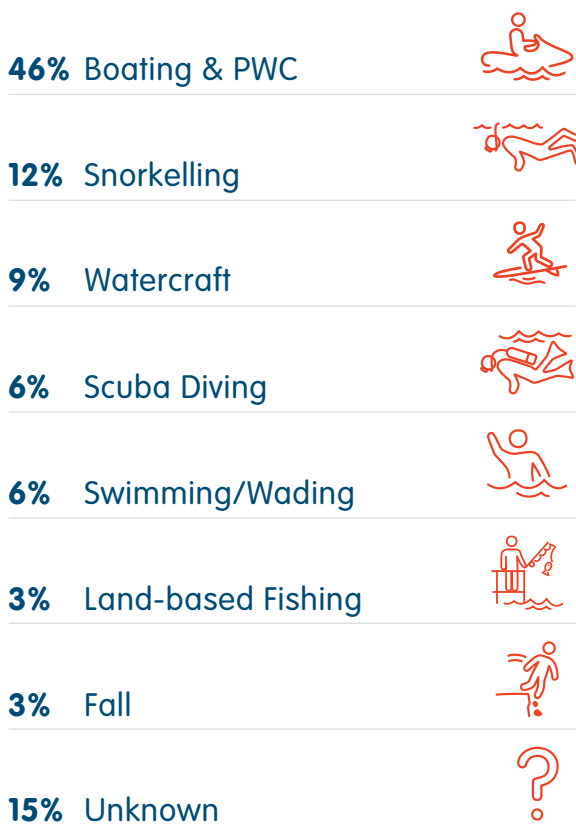 46% Boating & PWC
12% Snorkelling
9% Watercraft
6% Scuba Diving
6% Swimming/Wading
3% Land-based Fishing
3% Fall
15% Unknown